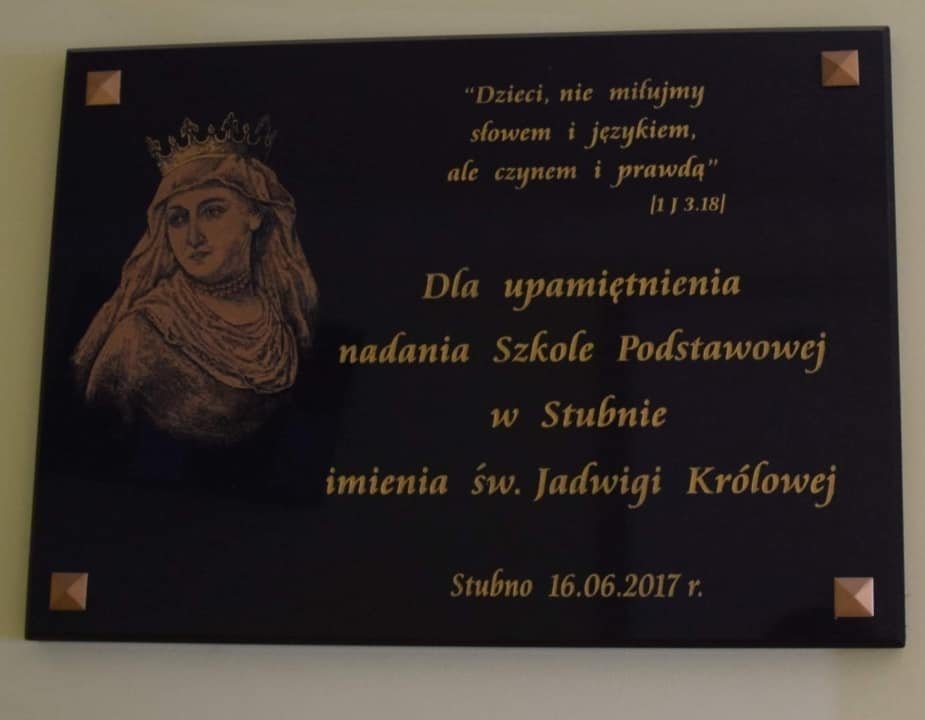 “Dzieci, nie miłujmy
słowem i językiem,
ale czynem i prawdą”
[1 J 3.18]
Dla upamiętnienia
nadania Szkole Podstawowej
w Stubnie
imienia św. Jadwigi Królowej
Stubno 16.06.2017 r.